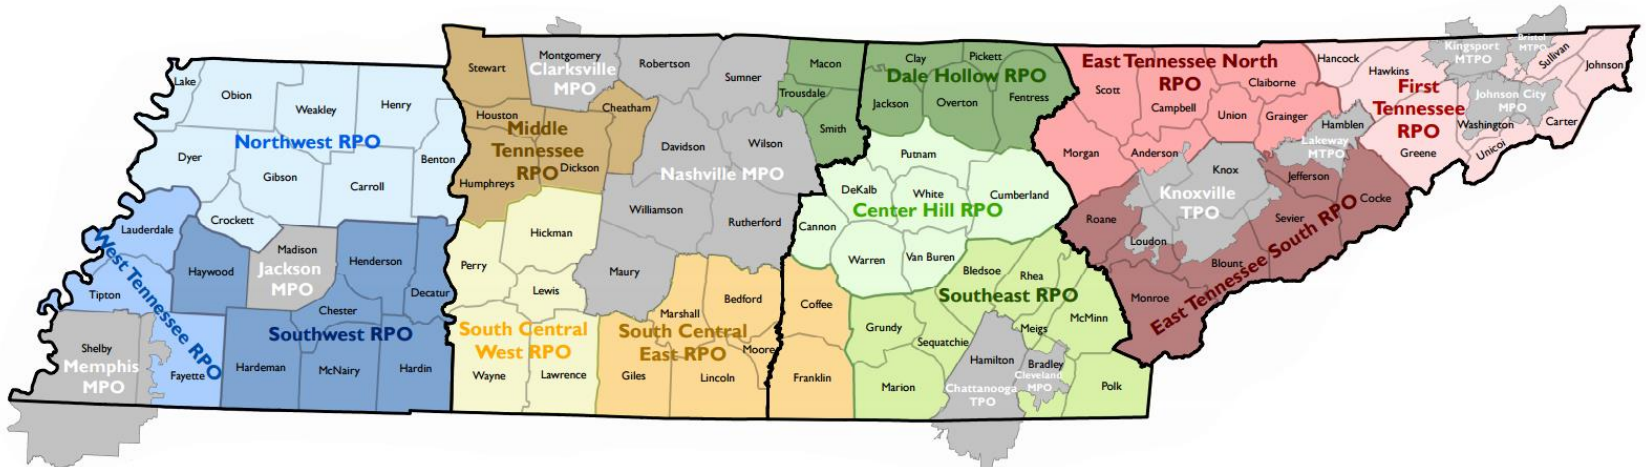 Lake
Obion
Weakley
Henry
Northwest RPO
Dyer
Gibson
Carroll
Benton
Crockett
Lauderdale
West Tennessee RPO
Tipton
Fayette
Haywood
Madison
Jackson
MPO
Henderson
Decatur
Chester
Southwest RPO
Hardeman
McNairy
Hardin
Shelby
Memphis
MPO
Stewart
Montgomery
Clarksville
MPO
Houston
Cheatham
Middle
Tennessee
RPO
Dickson
Humphreys
Robertson
Sumner
Davidson
Wilson
Nashville MPO
Williamson
Rutherford
Maury
Hickman
Perry
Lewis
South Central
West RPO
Wayne
Lawrence
Marshall
Bedford
South Central
East RPO
Moore
Giles
Lincoln
Coffee
Franklin
Macon
Trousdale
Smith
Clay
Pickett
Dale Hollow RPO
Jackson
Overton
Fentress
Putnam
DeKalb
White
Cumberland
Center Hill RPO
Cannon
Warren
Van Buren
Bledsoe
Rhea
Southeast RPO
Grundy
Sequatchie
Meigs
McMinn
Marion
Hamilton
Chattanooga
TPO
Bradley
Cleveland
MPO
Polk
East Tennessee North
RPO
Scott
Claiborne
Campbell
Union
Grainger
Morgan
Anderson
Knox
Knoxville
TPO
Hamblen
Lakeway
MTPO
Jefferson
Roane
Loudon
Blount
Sevier
Cocke
Monroe
East Tennessee South RPO
Hancock
Hawkins
First
Tennessee
RPO
Greene
Kingsport
MTPO
Bristol
MTPO
Sullivan
Johnson
Johnson City
MPO
Washington
Carter
Unicoi